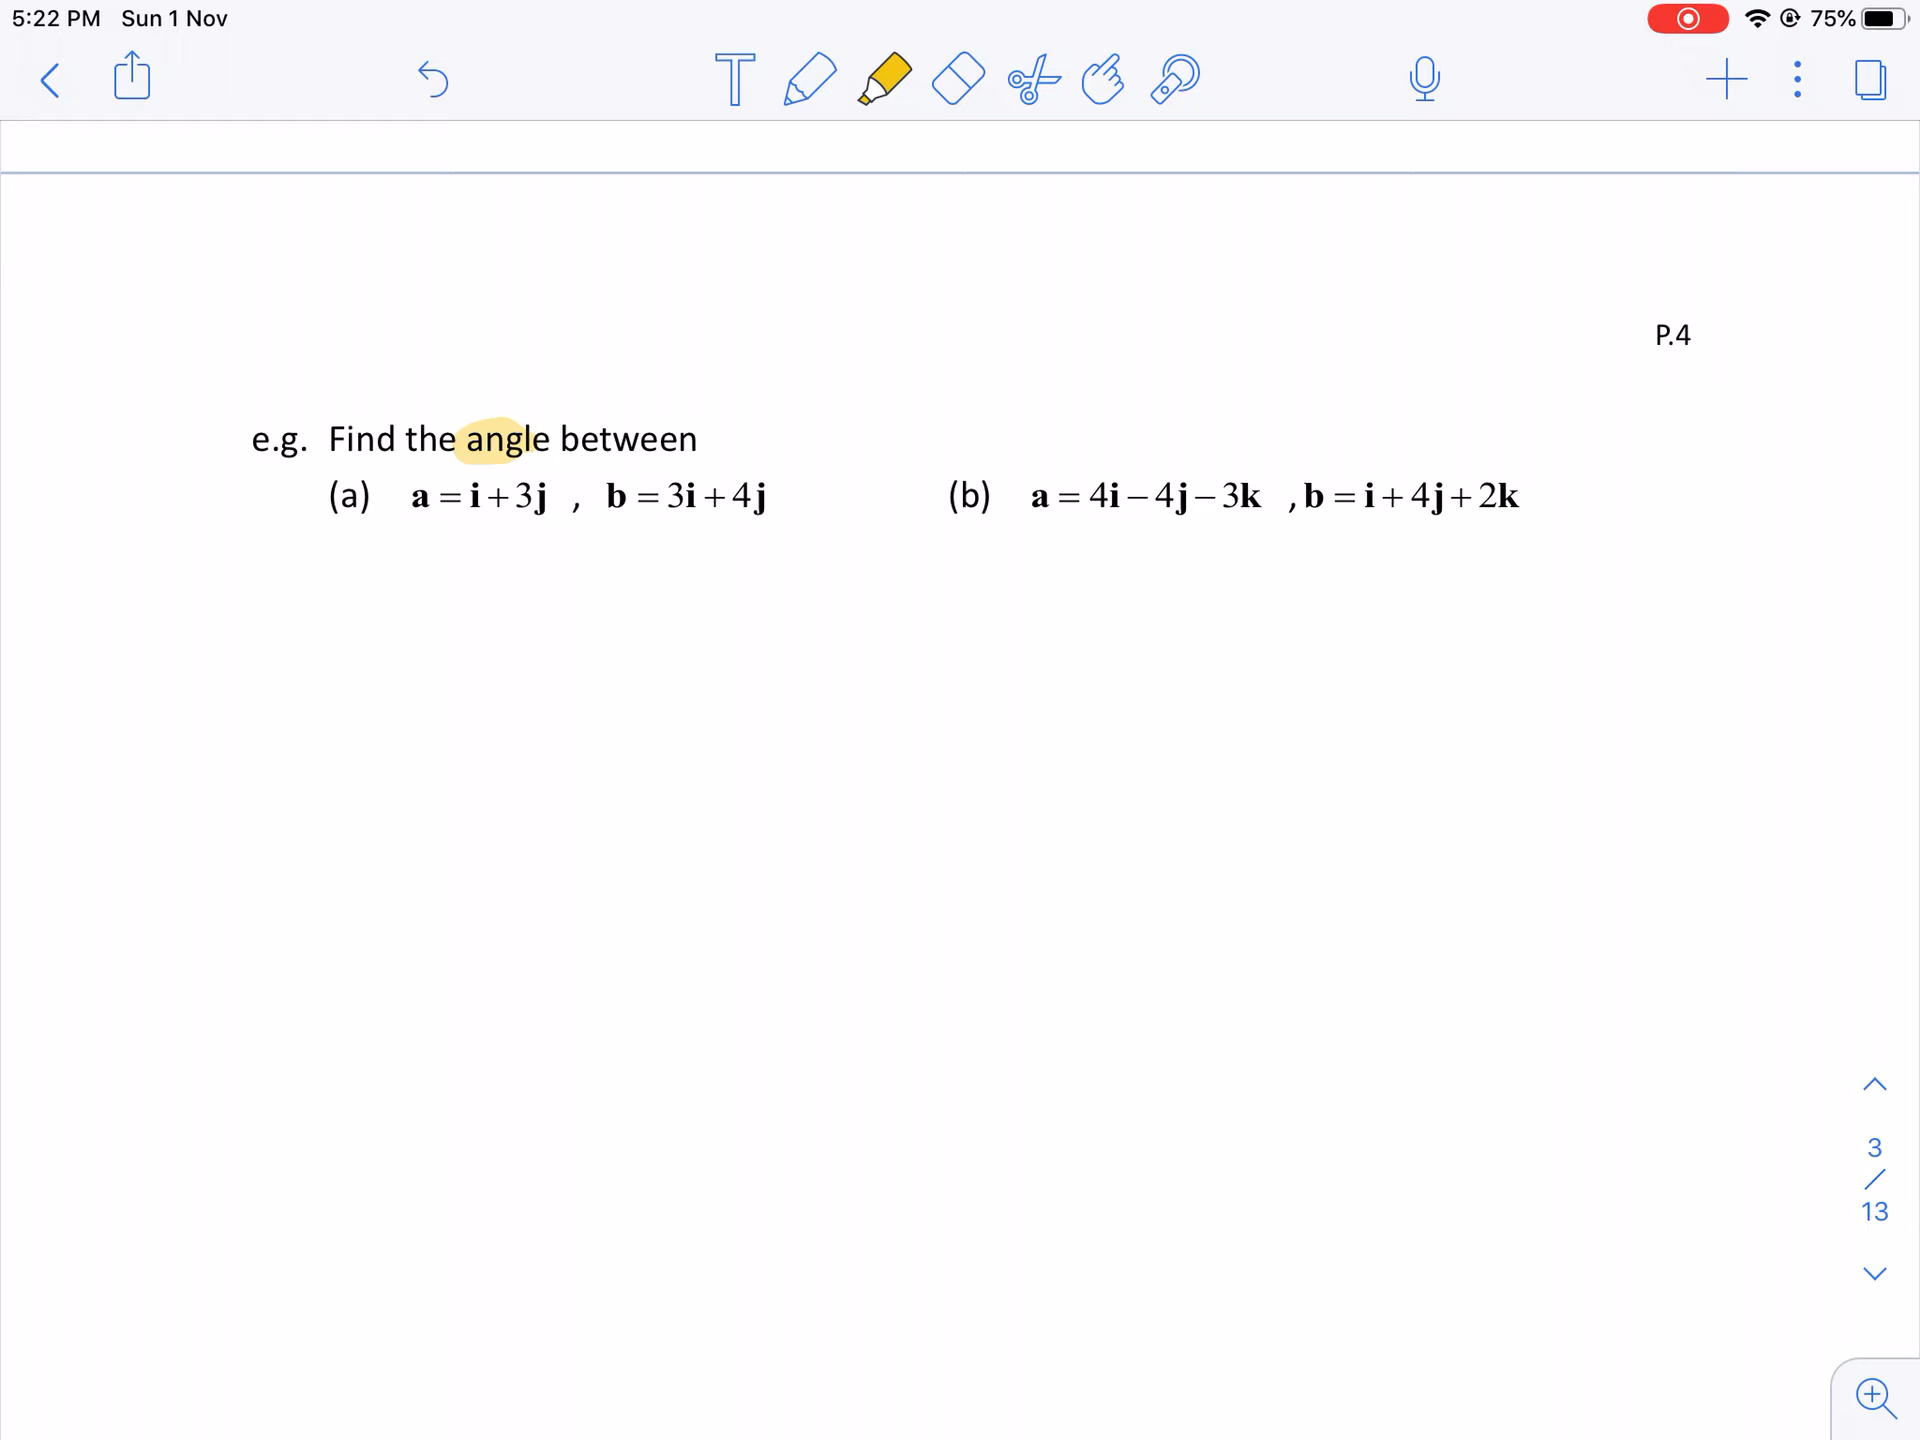 5:22 PM Sun 1 Nov 75%
P.4
e.g. Find the angle between
(a) a = i + 3j , b = 3i + 4j (b) a = 4i − 4j − 3k , b = i + 4j + 2k
3
/
13